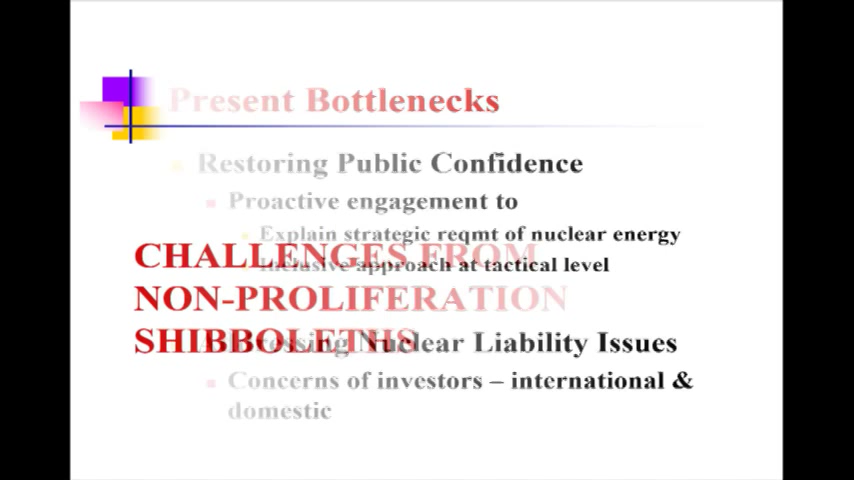 Present Bottlenecks
Restoring Public Confidence
Proactive engagement to
Explain strategic reqmt of nuclear energy
Inclusive approach at tactical level
CHALLENGES FROM
NON-PROLIFERATION
SHIBBOLETHS
Nuclear Liability Issues
Concerns of investors – international &
domestic